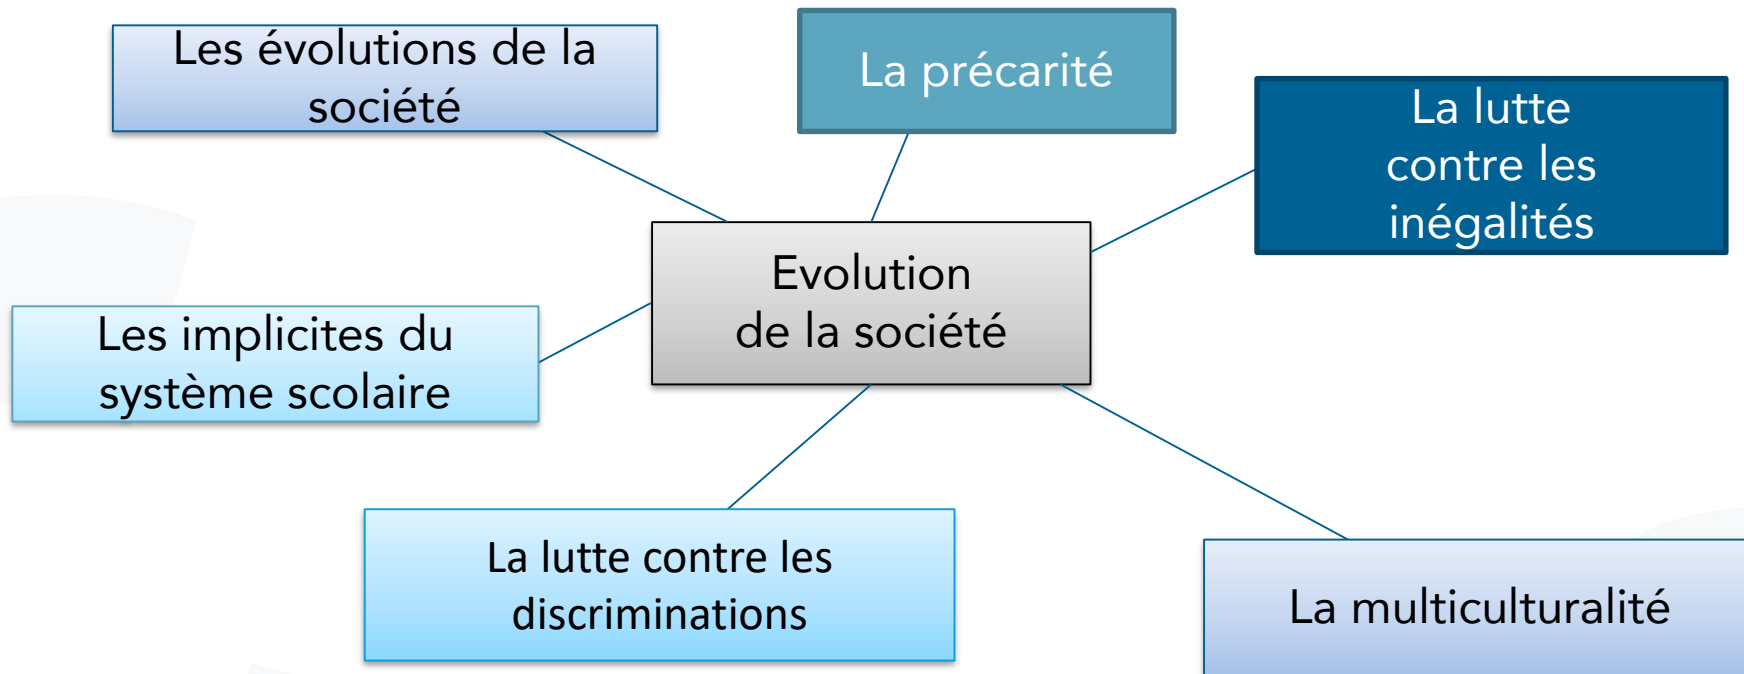 Les évolutions de la
société
La précarité
La lutte
contre les
inégalités
Evolution
de la société
Les implicites du
système scolaire
La lutte contre les
discriminations
La multiculturalité